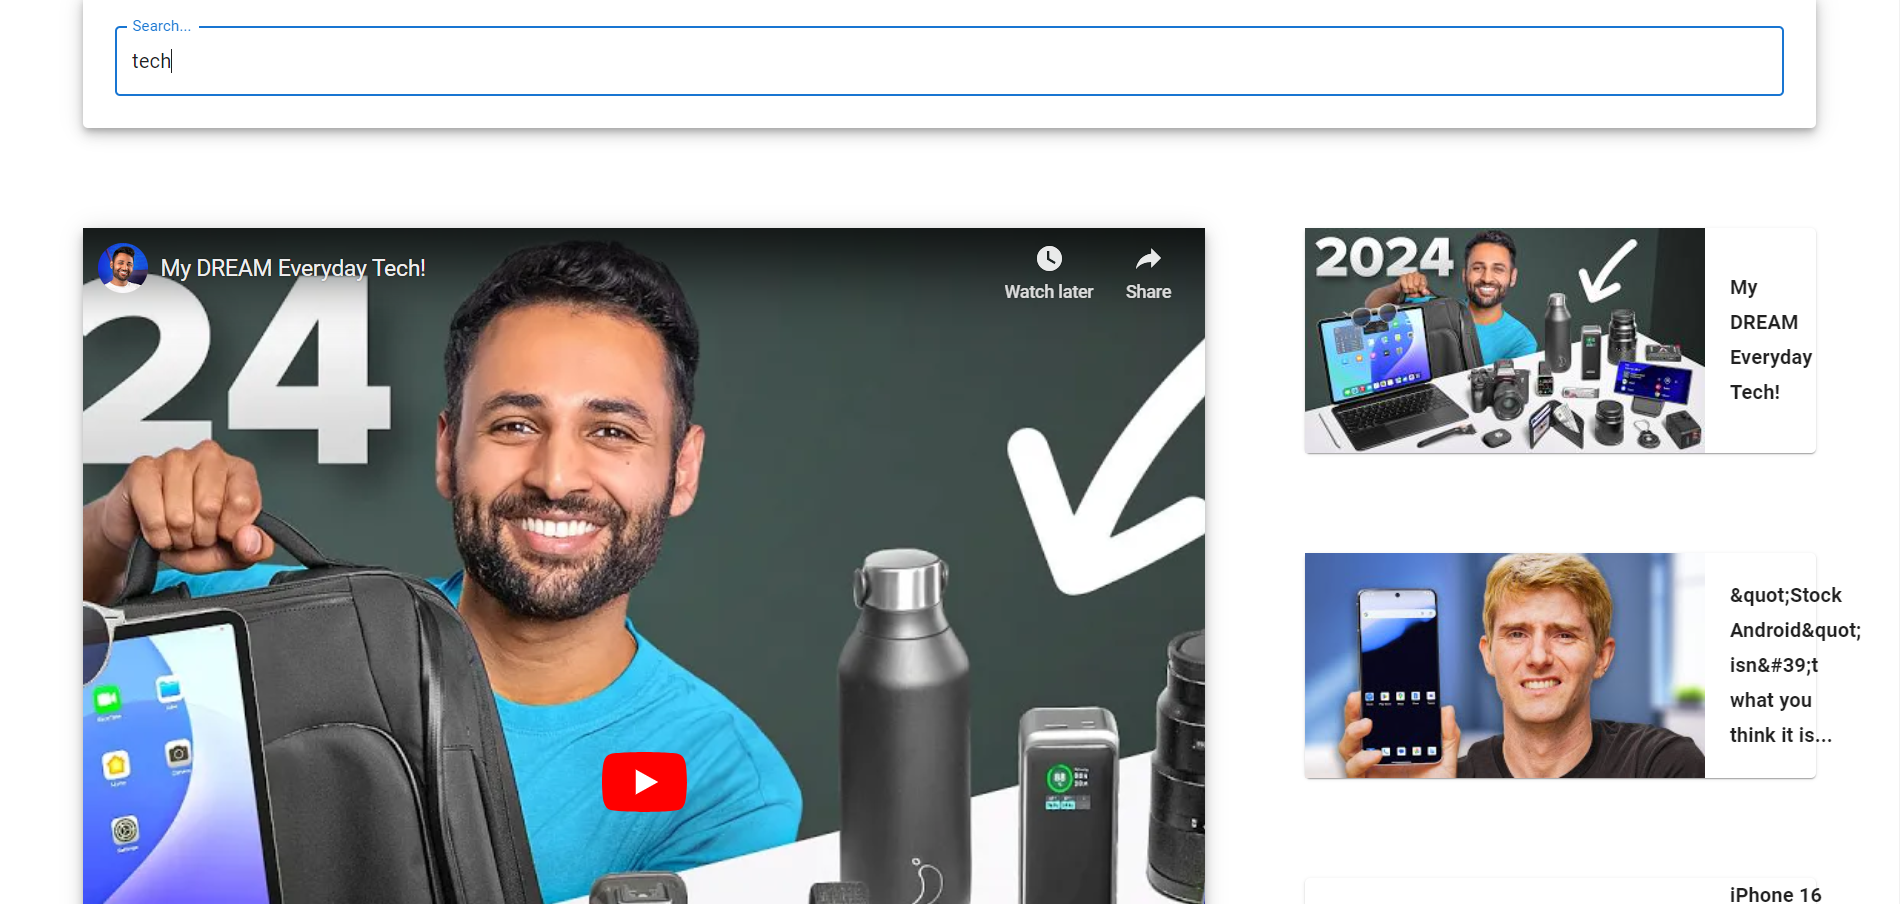 Search...
tech
My DREAM Everyday Tech!
Watch later
Share
24
2024
My
DREAM
Everyday
Tech!
&quot;Stock
Android&quot;
isn&#39;t
what you
think it is...
iPhone 16